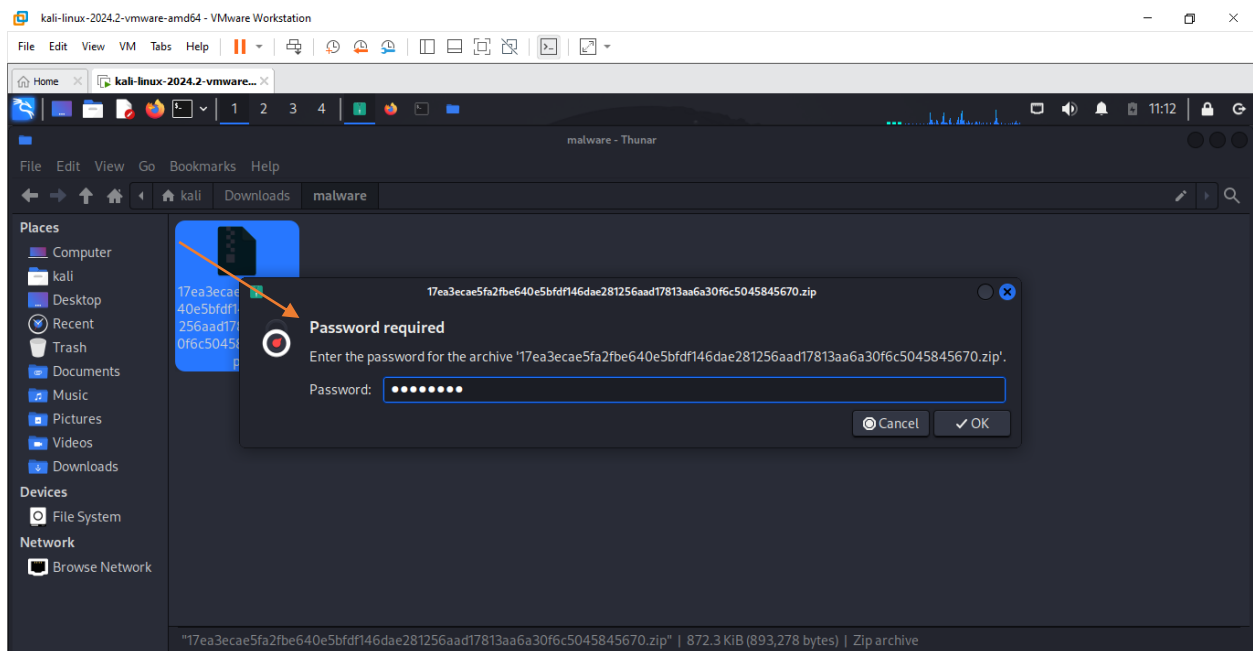 kali-linux-2024.2-vmware-amd64 - VMware Workstation
File Edit View VM Tabs Help
Home
kali-linux-2024.2-vmware...
1 2 3 4
11:12
malware - Thunar
File Edit View Go Bookmarks Help
kali Downloads malware
Places
Computer
kali
Desktop
Recent
Trash
Documents
Music
Pictures
Videos
Downloads
Devices
File System
Network
Browse Network
17ea3ecae
40e5bfdf1
256aad17
0f6c5045
p
17ea3ecae5fa2fbe640e5bfdf146dae281256aad17813aa6a30f6c5045845670.zip
Password required
Enter the password for the archive '17ea3ecae5fa2fbe640e5bfdf146dae281256aad17813aa6a30f6c5045845670.zip'.
Password: ●●●●●●●●
Cancel OK
"17ea3ecae5fa2fbe640e5bfdf146dae281256aad17813aa6a30f6c5045845670.zip" | 872.3 KiB (893,278 bytes) | Zip archive